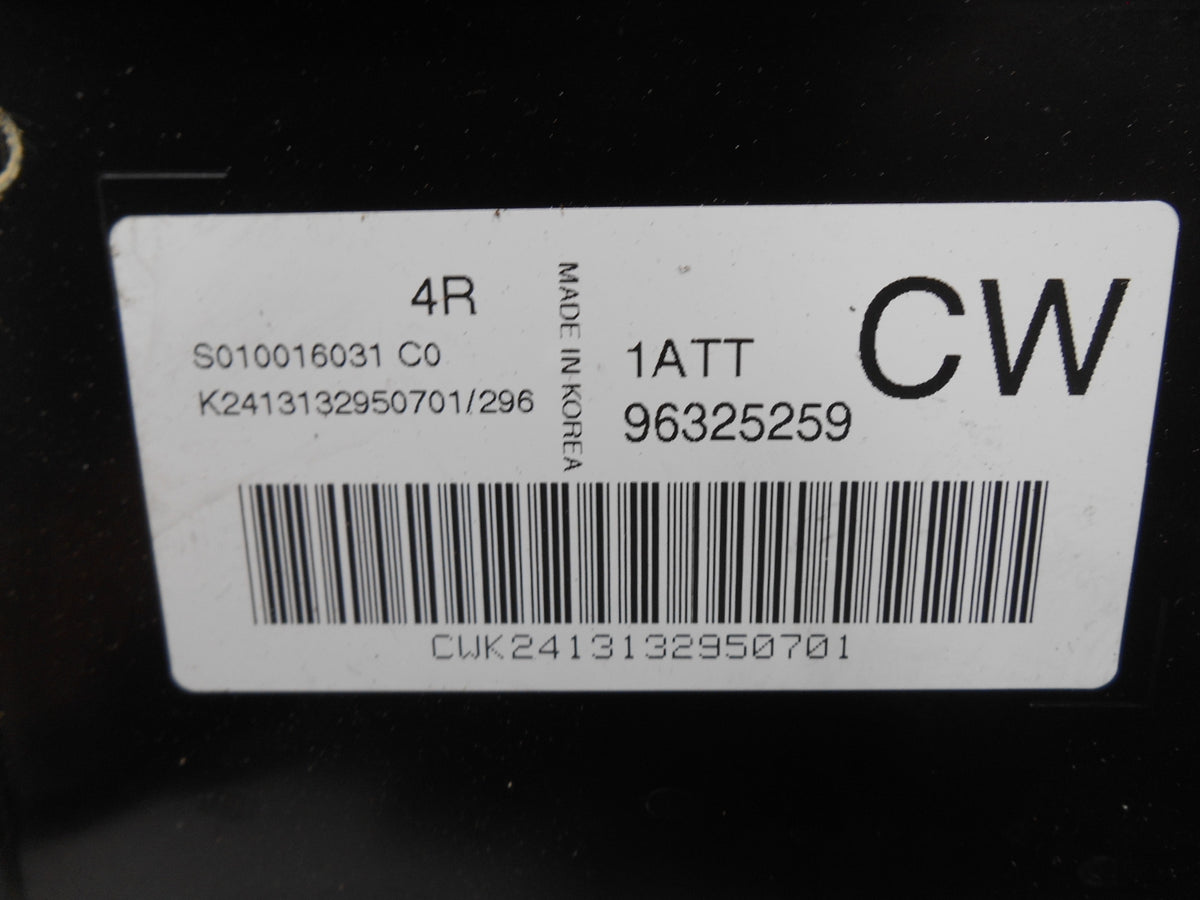 4R
S010016031 C0
K2413132950701/296
MADE IN KOREA
1ATT
96325259
CW
CWK2413132950701